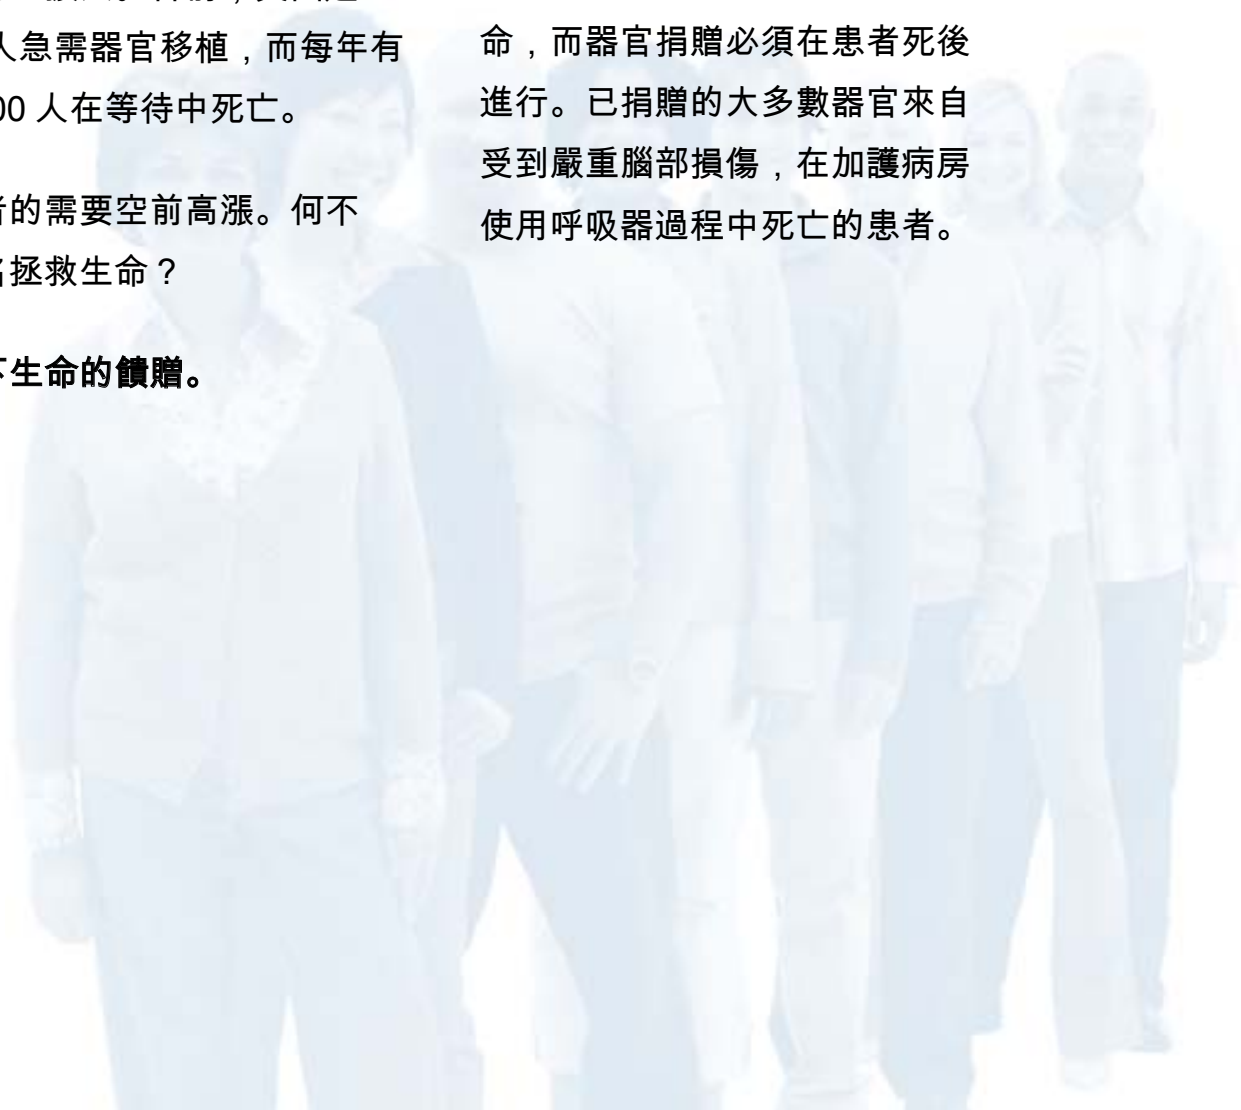 人急需器官移植，而每年有
00 人在等待中死亡。
的需要空前高漲。何不
拯救生命？
生命的饋贈。
命，而器官捐贈必須在患者死後
進行。已捐贈的大多數器官來自
受到嚴重腦部損傷，在加護病房
使用呼吸器過程中死亡的患者。